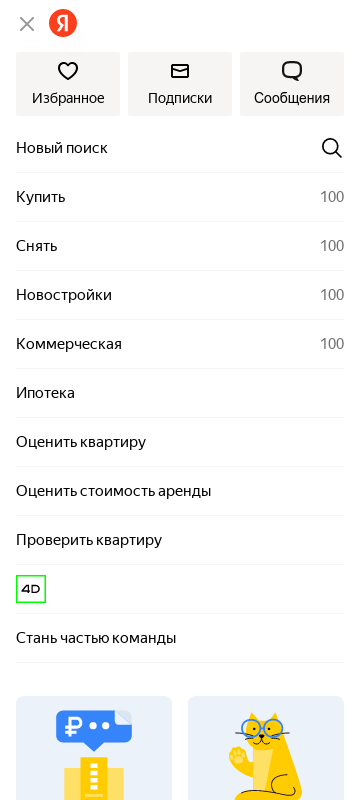 Я
Избранное
Подписки
Сообщения
Новый поиск
Купить 100
Снять 100
Новостройки 100
Коммерческая 100
Ипотека
Оценить квартиру
Оценить стоимость аренды
Проверить квартиру
4D
Стань частью команды
₽